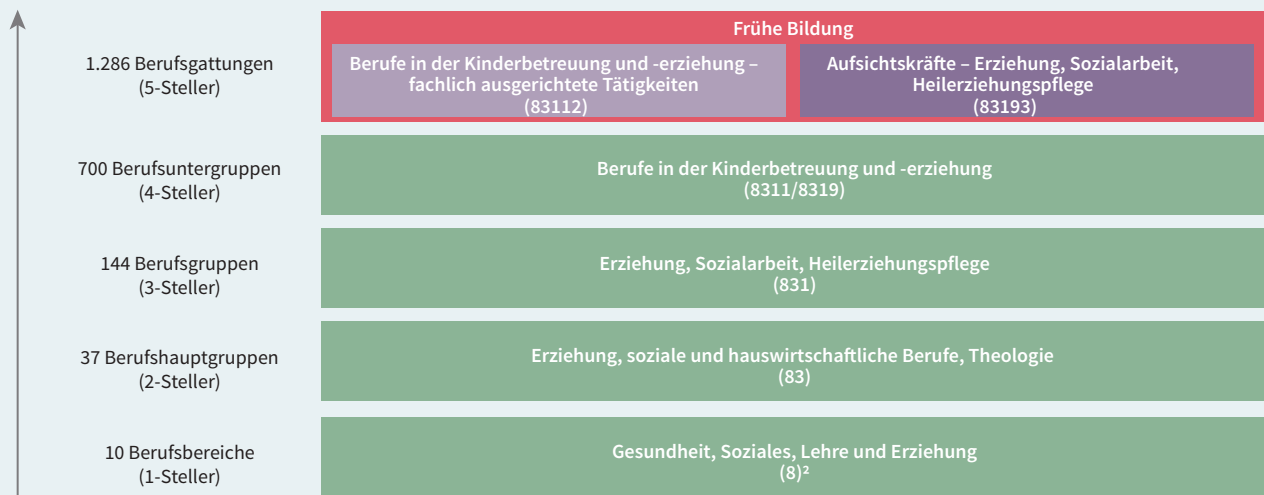 Frühe Bildung
1.286 Berufsgattungen
(5-Steller)
Berufe in der Kinderbetreuung und -erziehung –
fachlich ausgerichtete Tätigkeiten
(83112)
Aufsichtskräfte – Erziehung, Sozialarbeit,
Heilerziehungspflege
(83193)
700 Berufsuntergruppen
(4-Steller)
Berufe in der Kinderbetreuung und -erziehung
(8311/8319)
144 Berufsgruppen
(3-Steller)
Erziehung, Sozialarbeit, Heilerziehungspflege
(831)
37 Berufshauptgruppen
(2-Steller)
Erziehung, soziale und hauswirtschaftliche Berufe, Theologie
(83)
10 Berufsbereiche
(1-Steller)
Gesundheit, Soziales, Lehre und Erziehung
(8)²